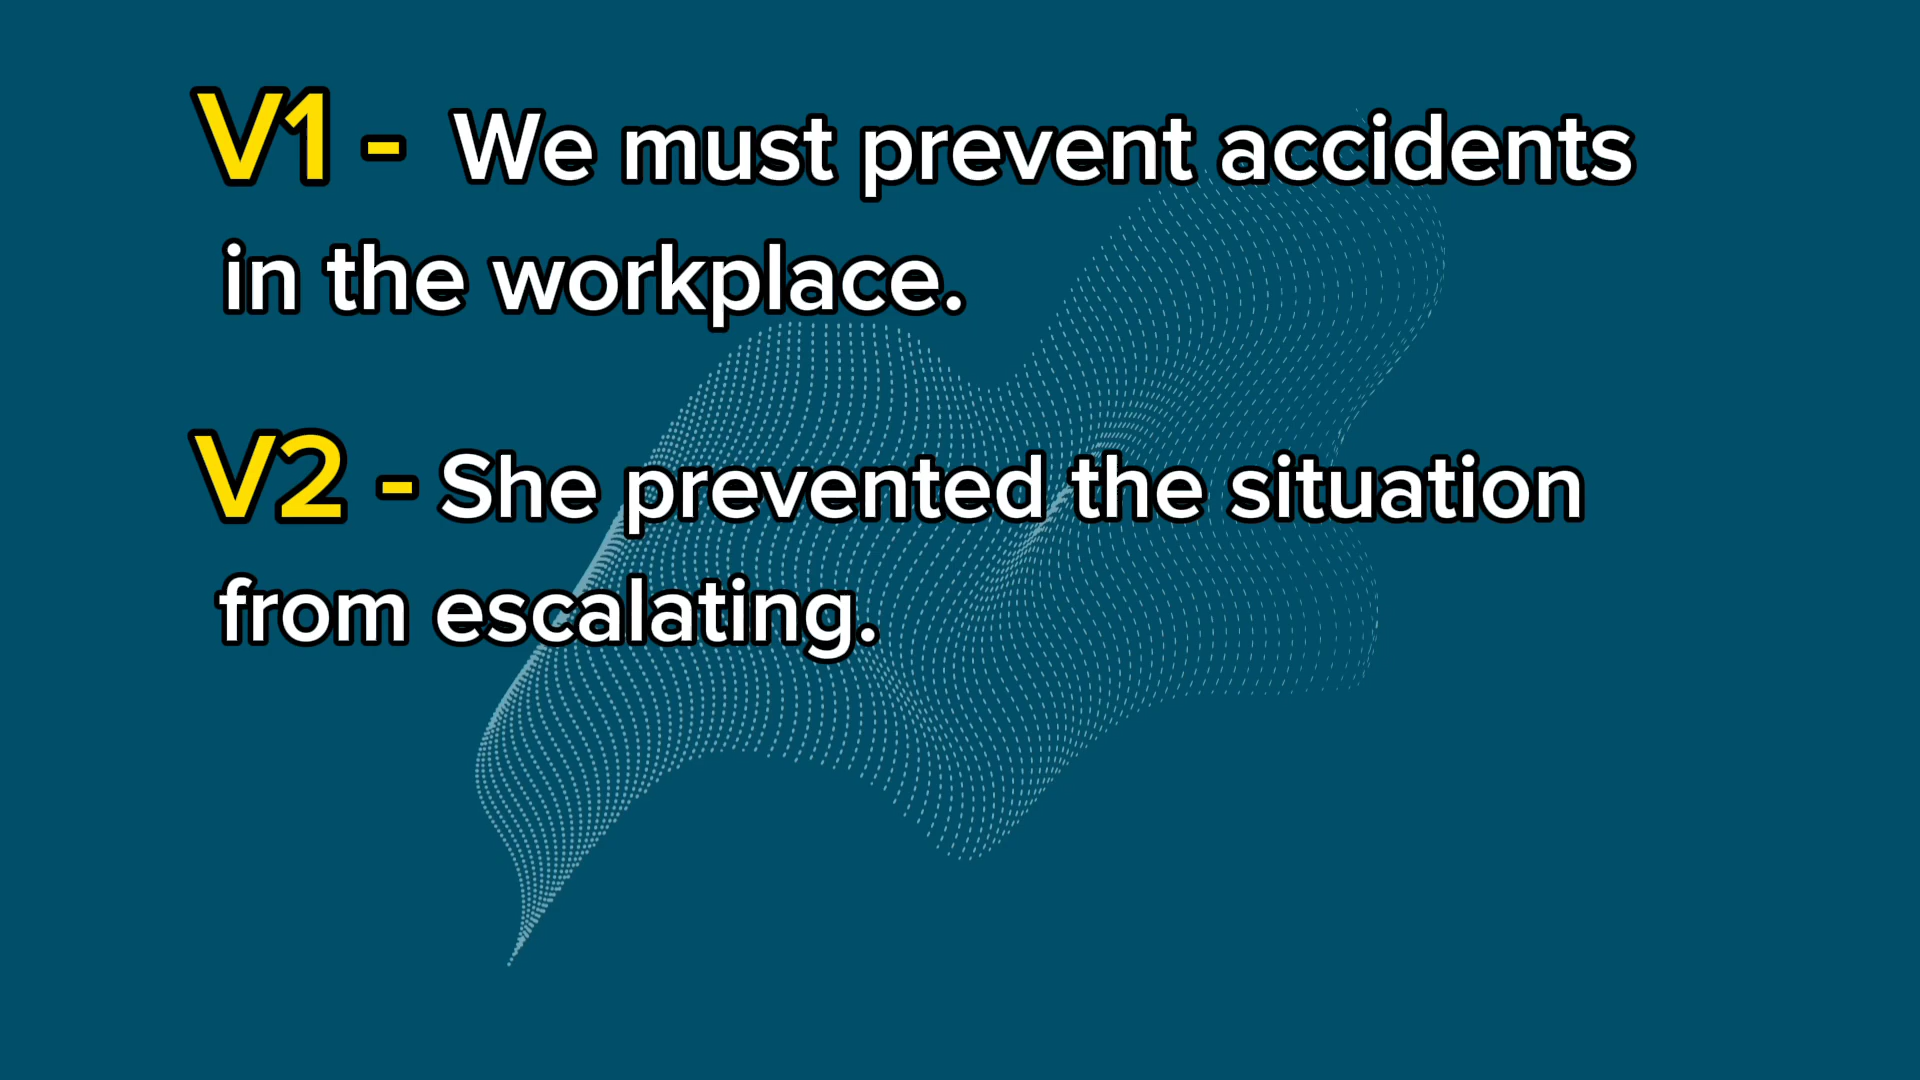 V1 - We must prevent accidents
in the workplace.
V2 - She prevented the situation
from escalating.